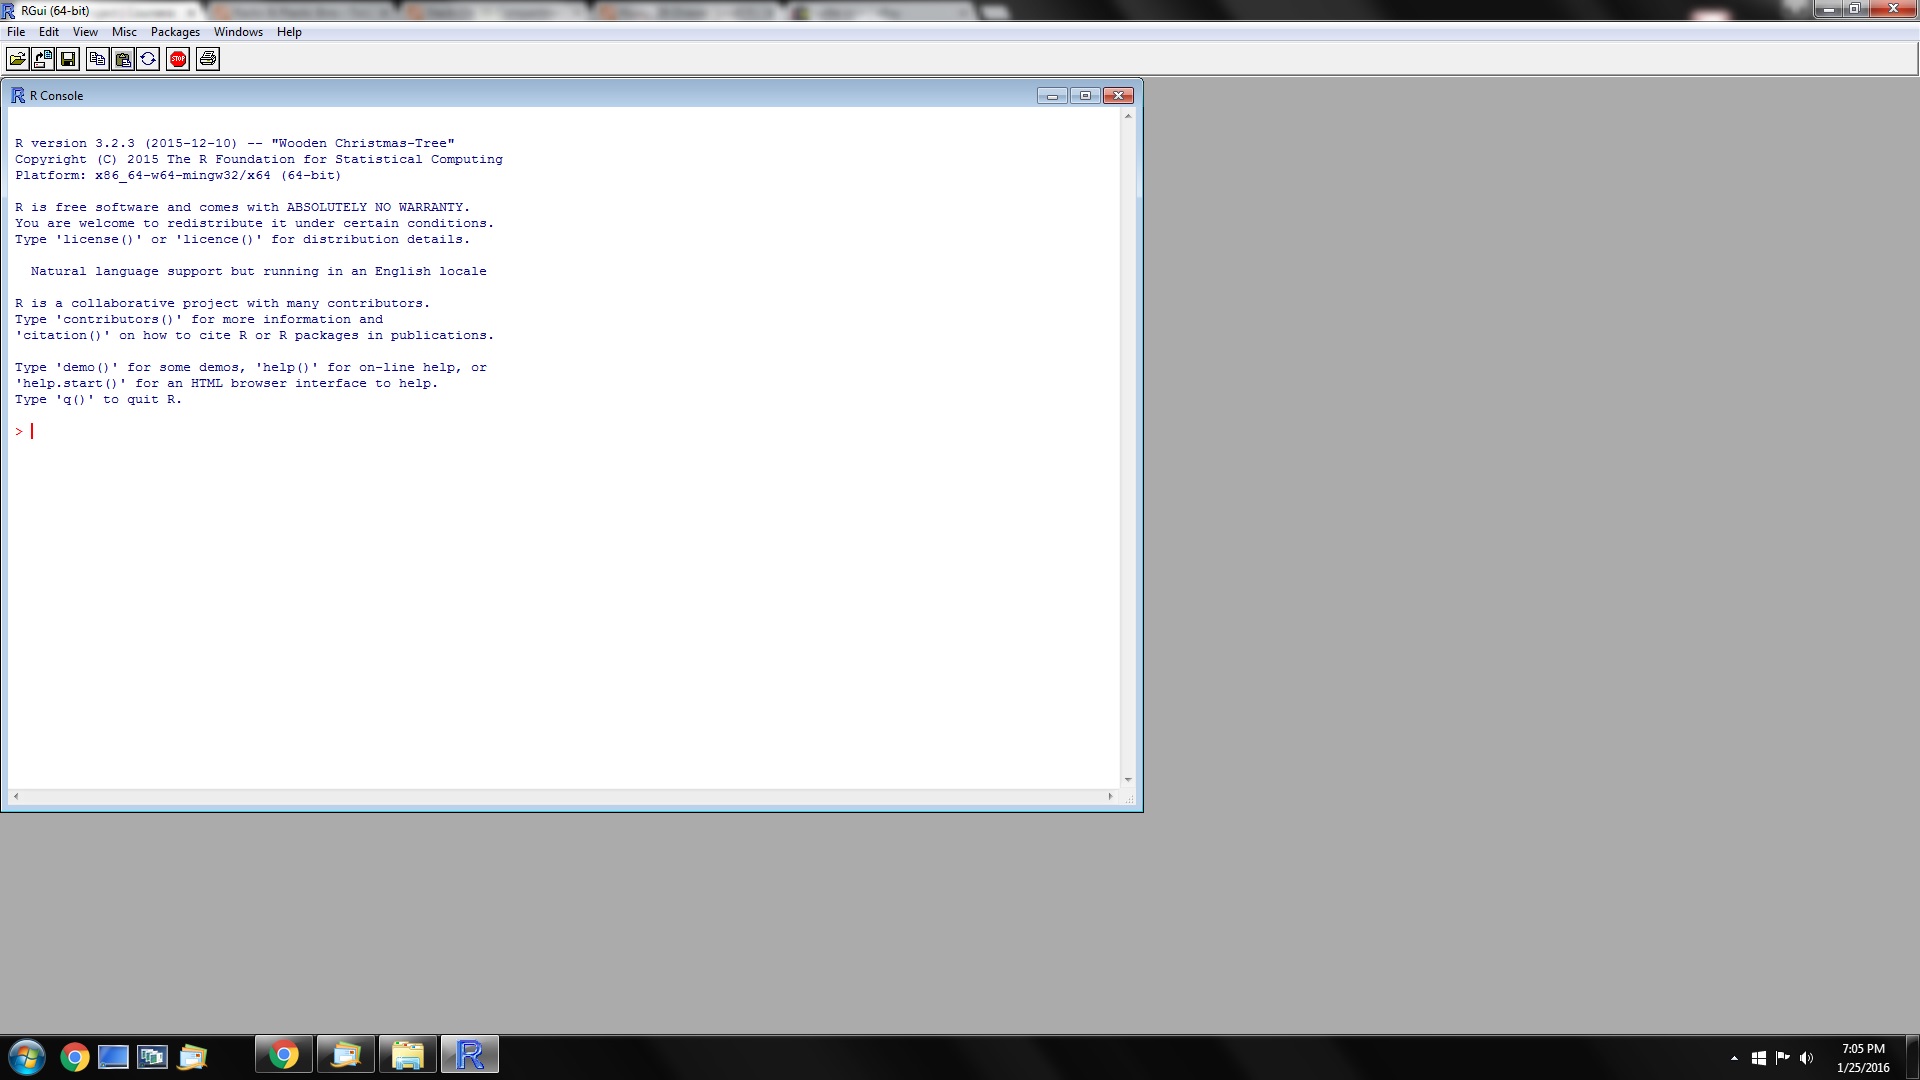 RGui (64-bit)
File Edit View Misc Packages Windows Help
STOP
R Console
R version 3.2.3 (2015-12-10) -- "Wooden Christmas-Tree"
Copyright (C) 2015 The R Foundation for Statistical Computing
Platform: x86_64-w64-mingw32/x64 (64-bit)
R is free software and comes with ABSOLUTELY NO WARRANTY.
You are welcome to redistribute it under certain conditions.
Type 'license()' or 'licence()' for distribution details.
Natural language support but running in an English locale
R is a collaborative project with many contributors.
Type 'contributors()' for more information and
'citation()' on how to cite R or R packages in publications.
Type 'demo()' for some demos, 'help()' for on-line help, or
'help.start()' for an HTML browser interface to help.
Type 'q()' to quit R.
>
7:05 PM
1/25/2016